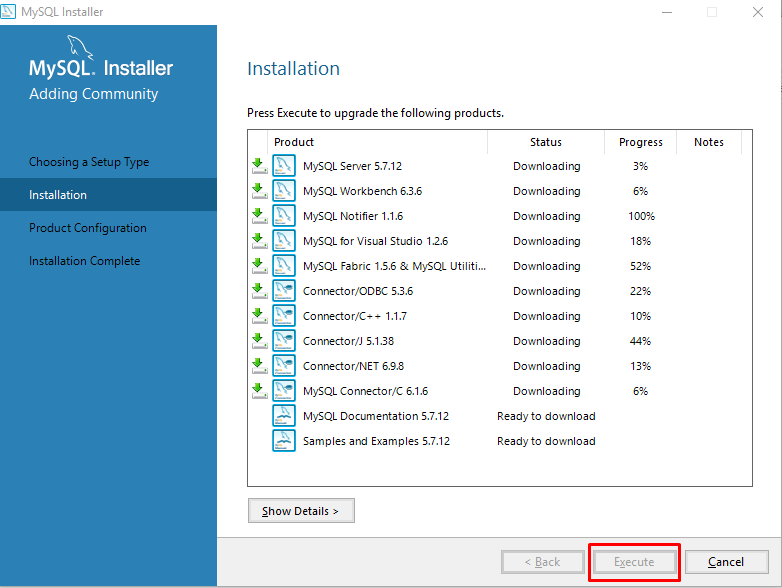 MySQL Installer
MySQL. Installer
Adding Community
Choosing a Setup Type
Installation
Product Configuration
Installation Complete
Installation
Press Execute to upgrade the following products.
Product Status Progress Notes
MySQL Server 5.7.12 Downloading 3%
MySQL Workbench 6.3.6 Downloading 6%
MySQL Notifier 1.1.6 Downloading 100%
MySQL for Visual Studio 1.2.6 Downloading 18%
MySQL Fabric 1.5.6 & MySQL Utiliti... Downloading 52%
Connector/ODBC 5.3.6 Downloading 22%
Connector/C++ 1.1.7 Downloading 10%
Connector/J 5.1.38 Downloading 44%
Connector/NET 6.9.8 Downloading 13%
MySQL Connector/C 6.1.6 Downloading 6%
MySQL Documentation 5.7.12 Ready to download
Samples and Examples 5.7.12 Ready to download
Show Details >
< Back Execute Cancel